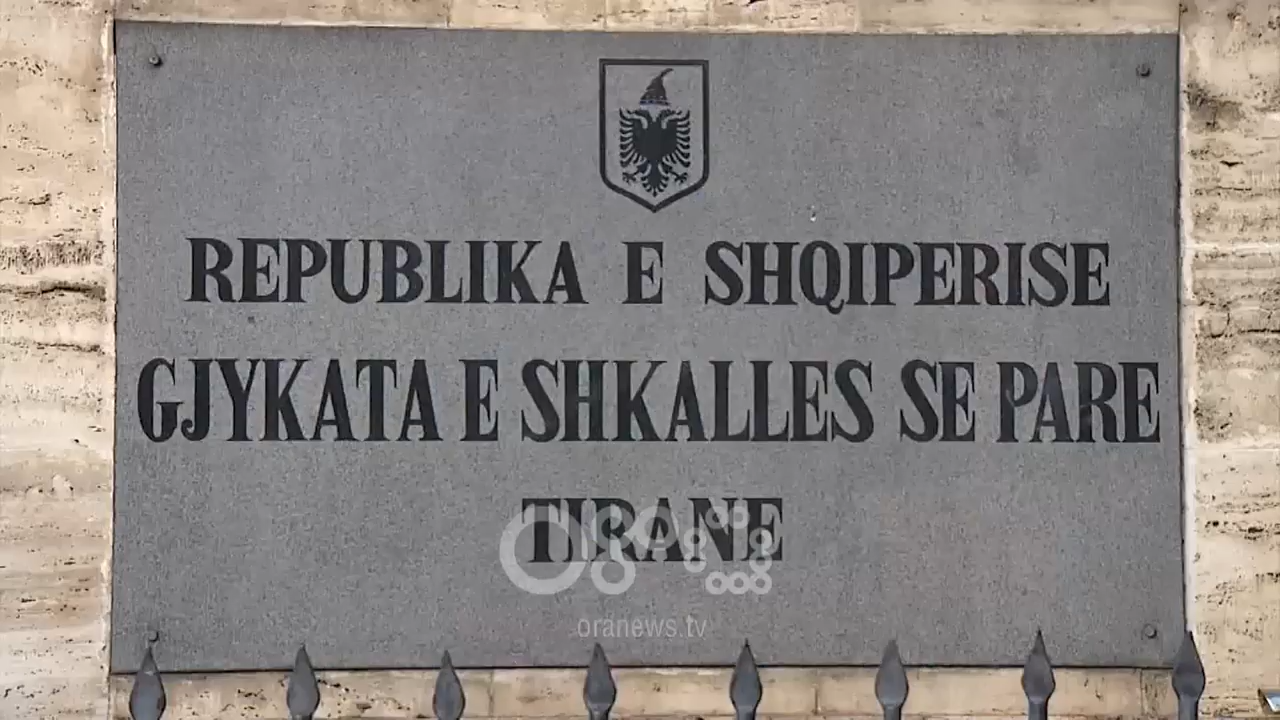 REPUBLIKA E SHQIPERISE
GJYKATA E SHKALLES SE PARE
TIRANE
oranews.tv